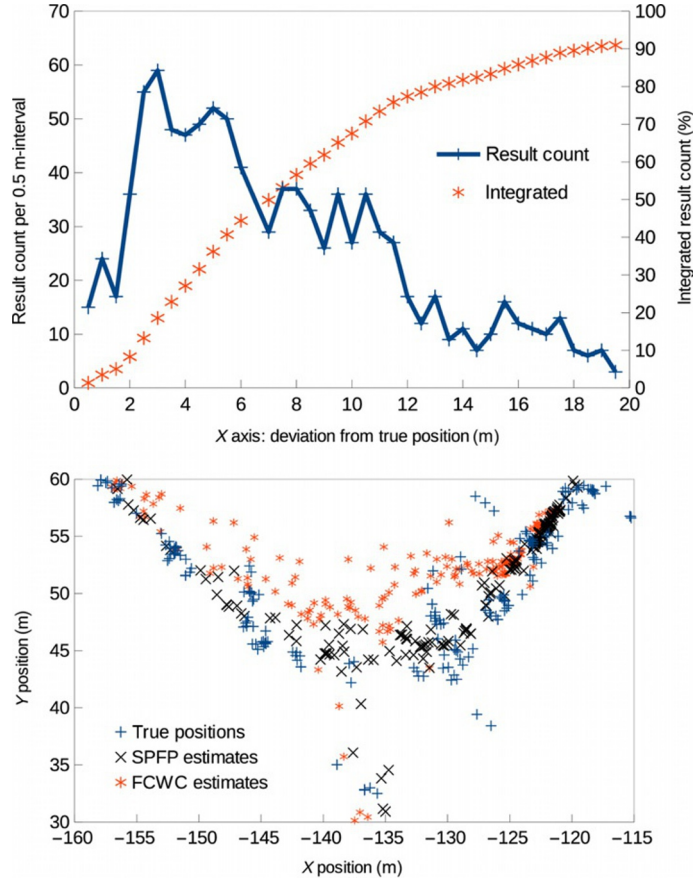 70
60
50
40
30
20
10
0
Result count per 0.5 m-interval
100
90
80
70
60
50
40
30
20
10
0
Integrated result count (%)
Result count
Integrated
0 2 4 6 8 10 12 14 16 18 20
X axis: deviation from true position (m)
60
55
50
45
40
35
30
Y position (m)
True positions
SPFP estimates
FCWC estimates
−160 −155 −150 −145 −140 −135 −130 −125 −120 −115
X position (m)